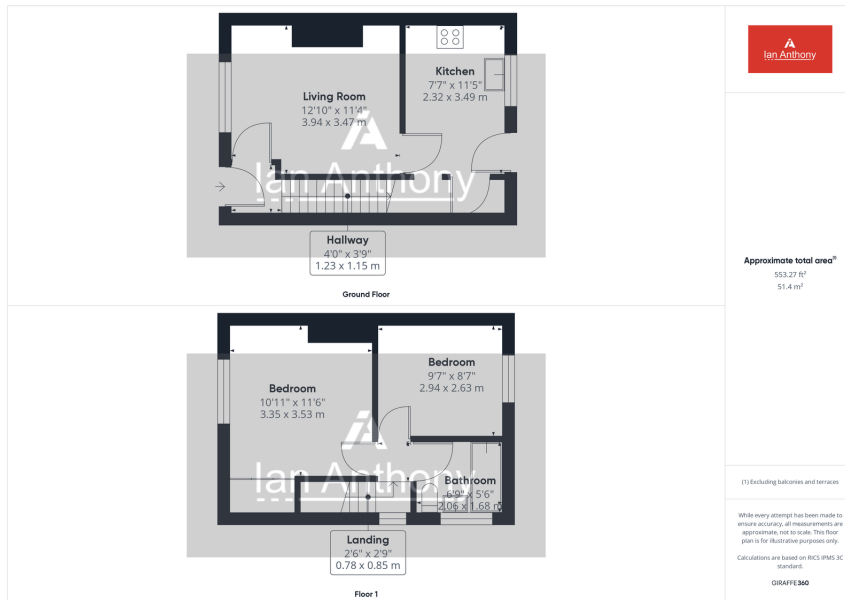 Living Room
12'10" x 11'4"
3.94 x 3.47 m
Kitchen
7'7" x 11'5"
2.32 x 3.49 m
Ian Anthony
Hallway
4'0" x 3'9"
1.23 x 1.15 m
Ground Floor
Bedroom
10'11" x 11'6"
3.35 x 3.53 m
Bedroom
9'7" x 8'7"
2.94 x 2.63 m
Bathroom
6'9" x 5'6"
2.06 x 1.68 m
Ian Anthony
Landing
2'6" x 2'9"
0.78 x 0.85 m
Floor 1
Ian Anthony
Approximate total area⁽¹⁾
553.27 ft²
51.4 m²
(1) Excluding balconies and terraces
While every attempt has been made to
ensure accuracy, all measurements are
approximate, not to scale. This floor
plan is for illustrative purposes only.
Calculations are based on RICS IPMS 3C
standard.
GIRAFFE360